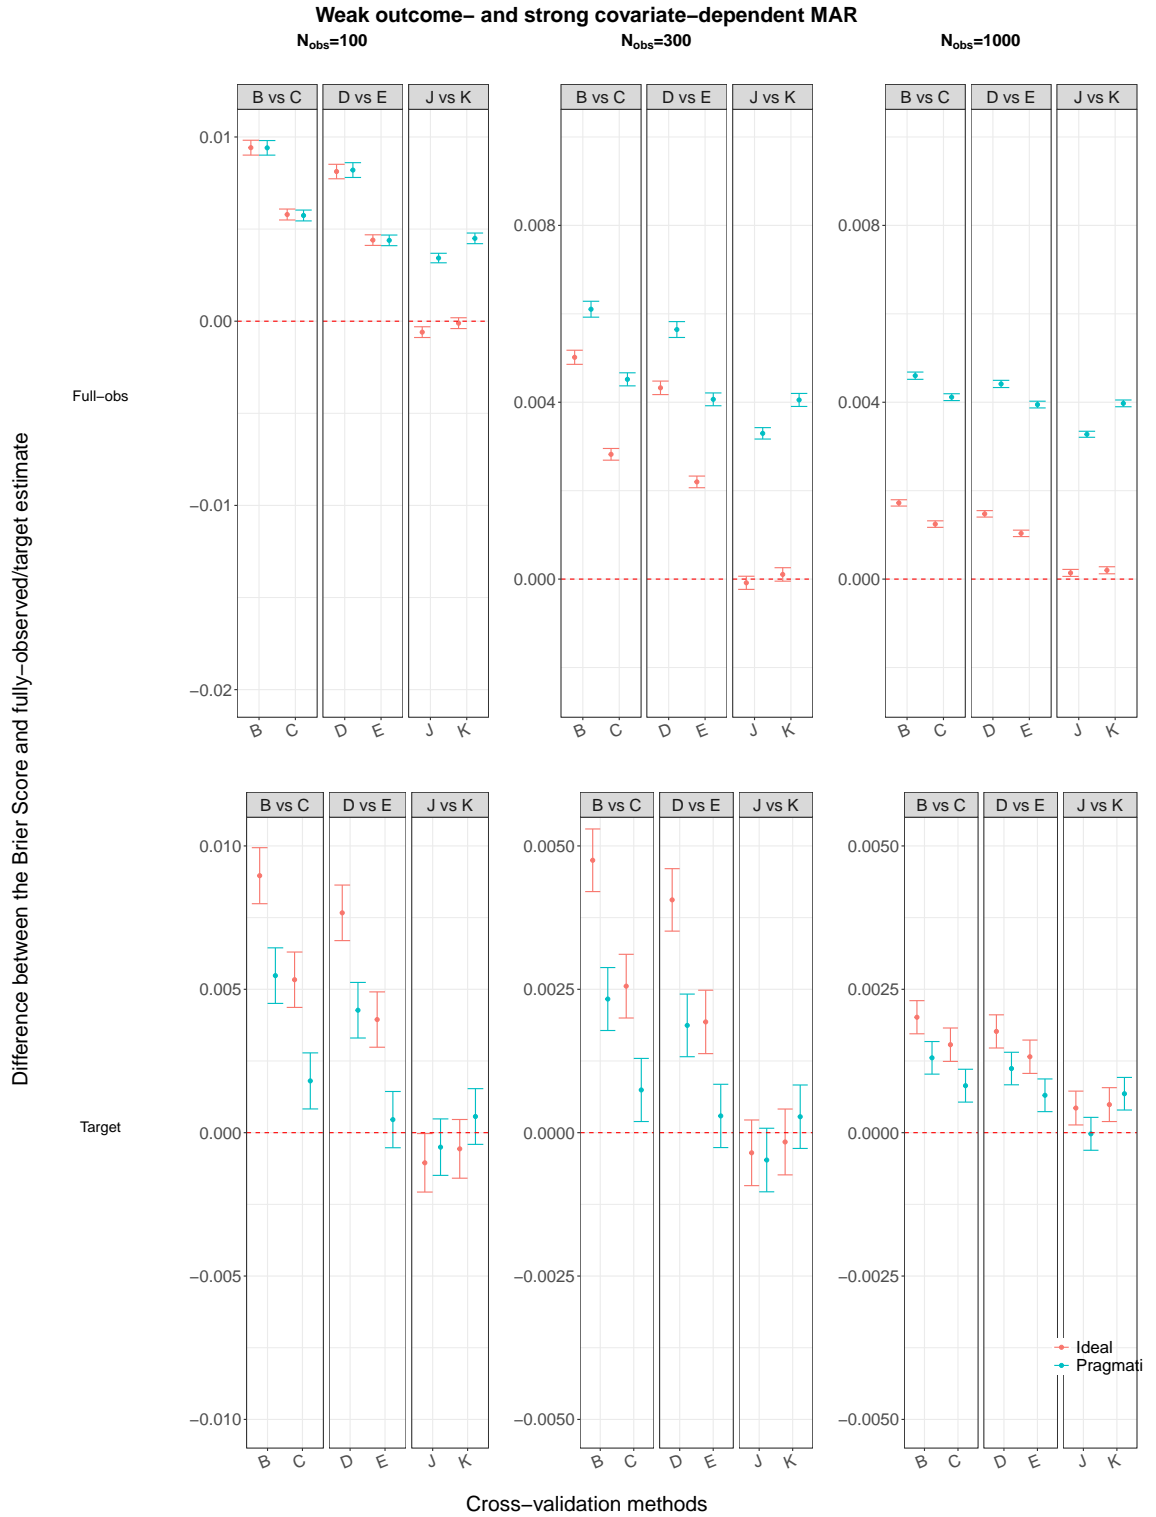 Weak outcome− and strong covariate−dependent MAR
Nobs=100 Nobs=300 Nobs=1000
B vs C D vs E J vs K B vs C D vs E J vs K B vs C D vs E J vs K
0.01
0.00
−0.01
−0.02
0.008
0.004
0.000
0.008
0.004
0.000
Full−obs
B C D E J K B C D E J K B C D E J K
Difference between the Brier Score and fully−observed/target estimate
B vs C D vs E J vs K B vs C D vs E J vs K B vs C D vs E J vs K
0.010
0.005
0.000
−0.005
−0.010
0.0050
0.0025
0.0000
−0.0025
−0.0050
0.0050
0.0025
0.0000
−0.0025
−0.0050
Target
Ideal
Pragmati
B C D E J K B C D E J K B C D E J K
Cross−validation methods